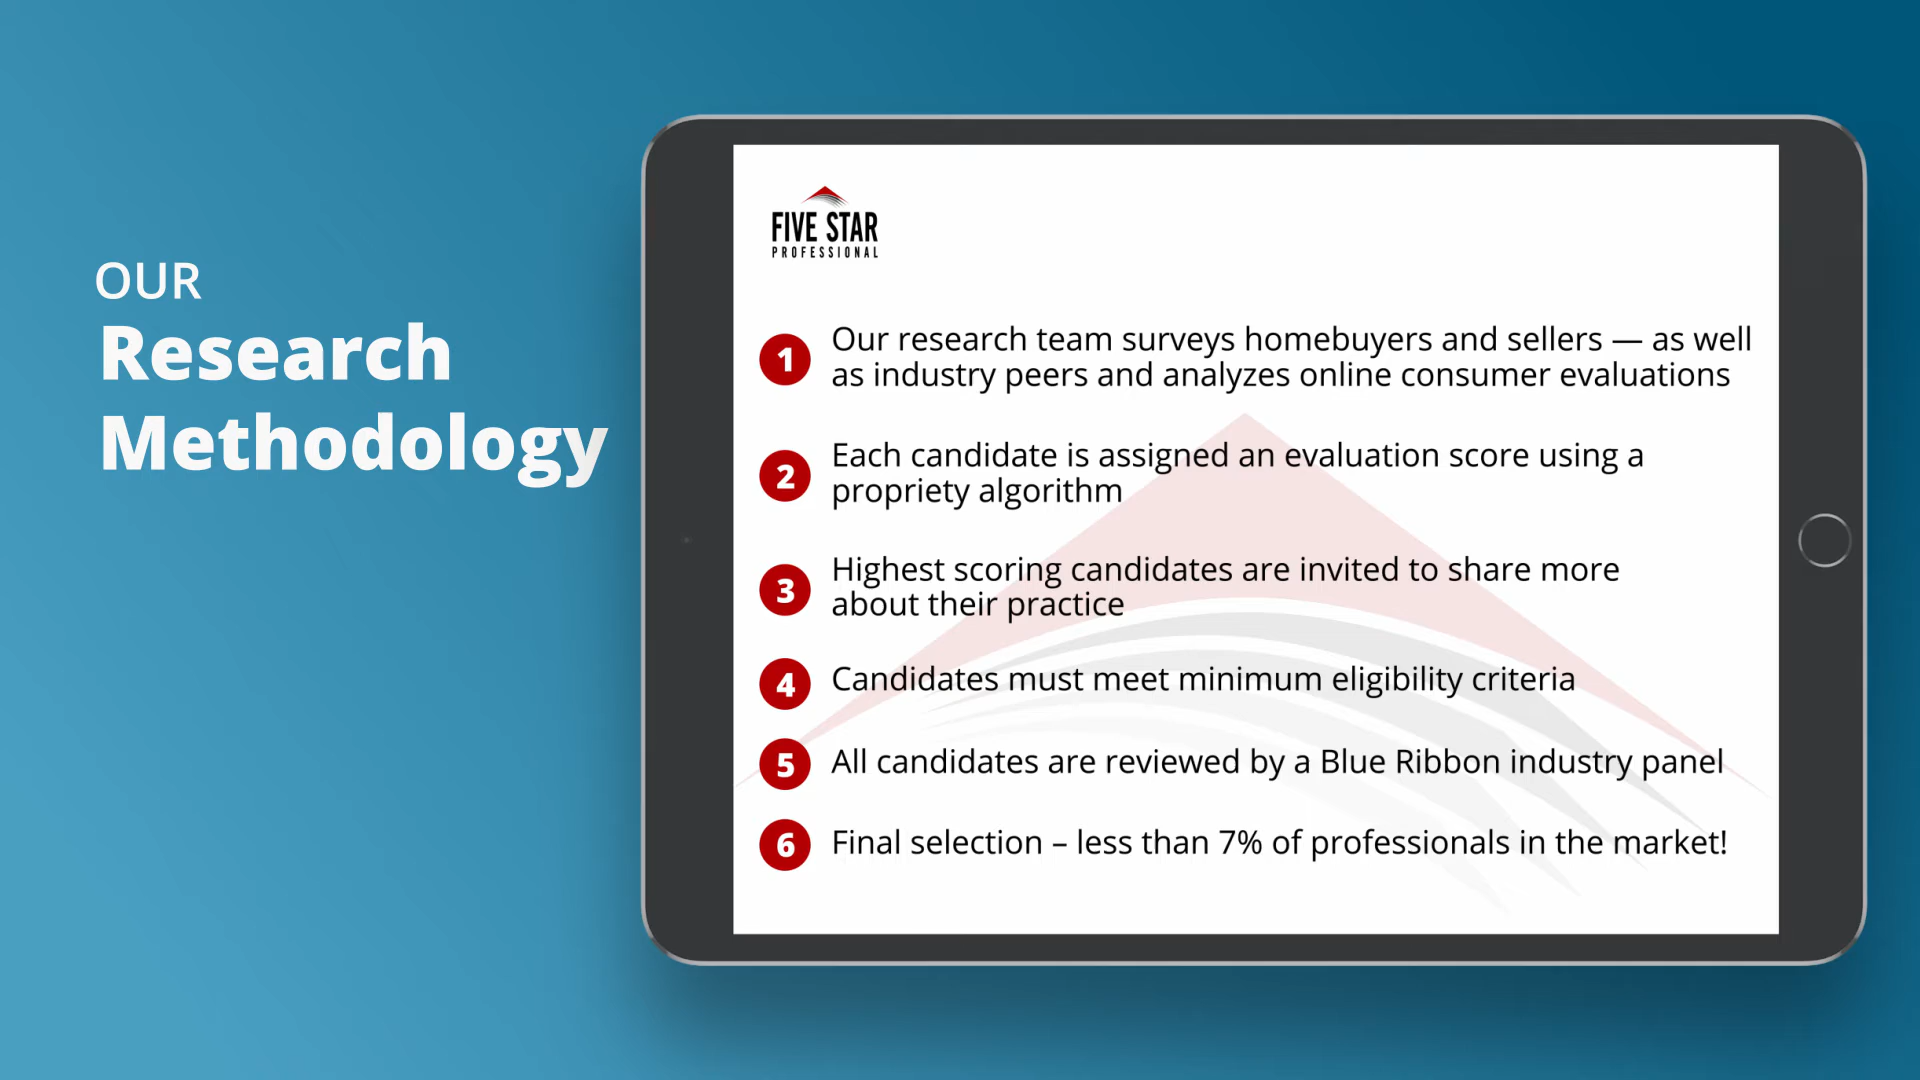 OUR
Research
Methodology
FIVE STAR
PROFESSIONAL
1 Our research team surveys homebuyers and sellers — as well
as industry peers and analyzes online consumer evaluations
2 Each candidate is assigned an evaluation score using a
propriety algorithm
3 Highest scoring candidates are invited to share more
about their practice
4 Candidates must meet minimum eligibility criteria
5 All candidates are reviewed by a Blue Ribbon industry panel
6 Final selection – less than 7% of professionals in the market!